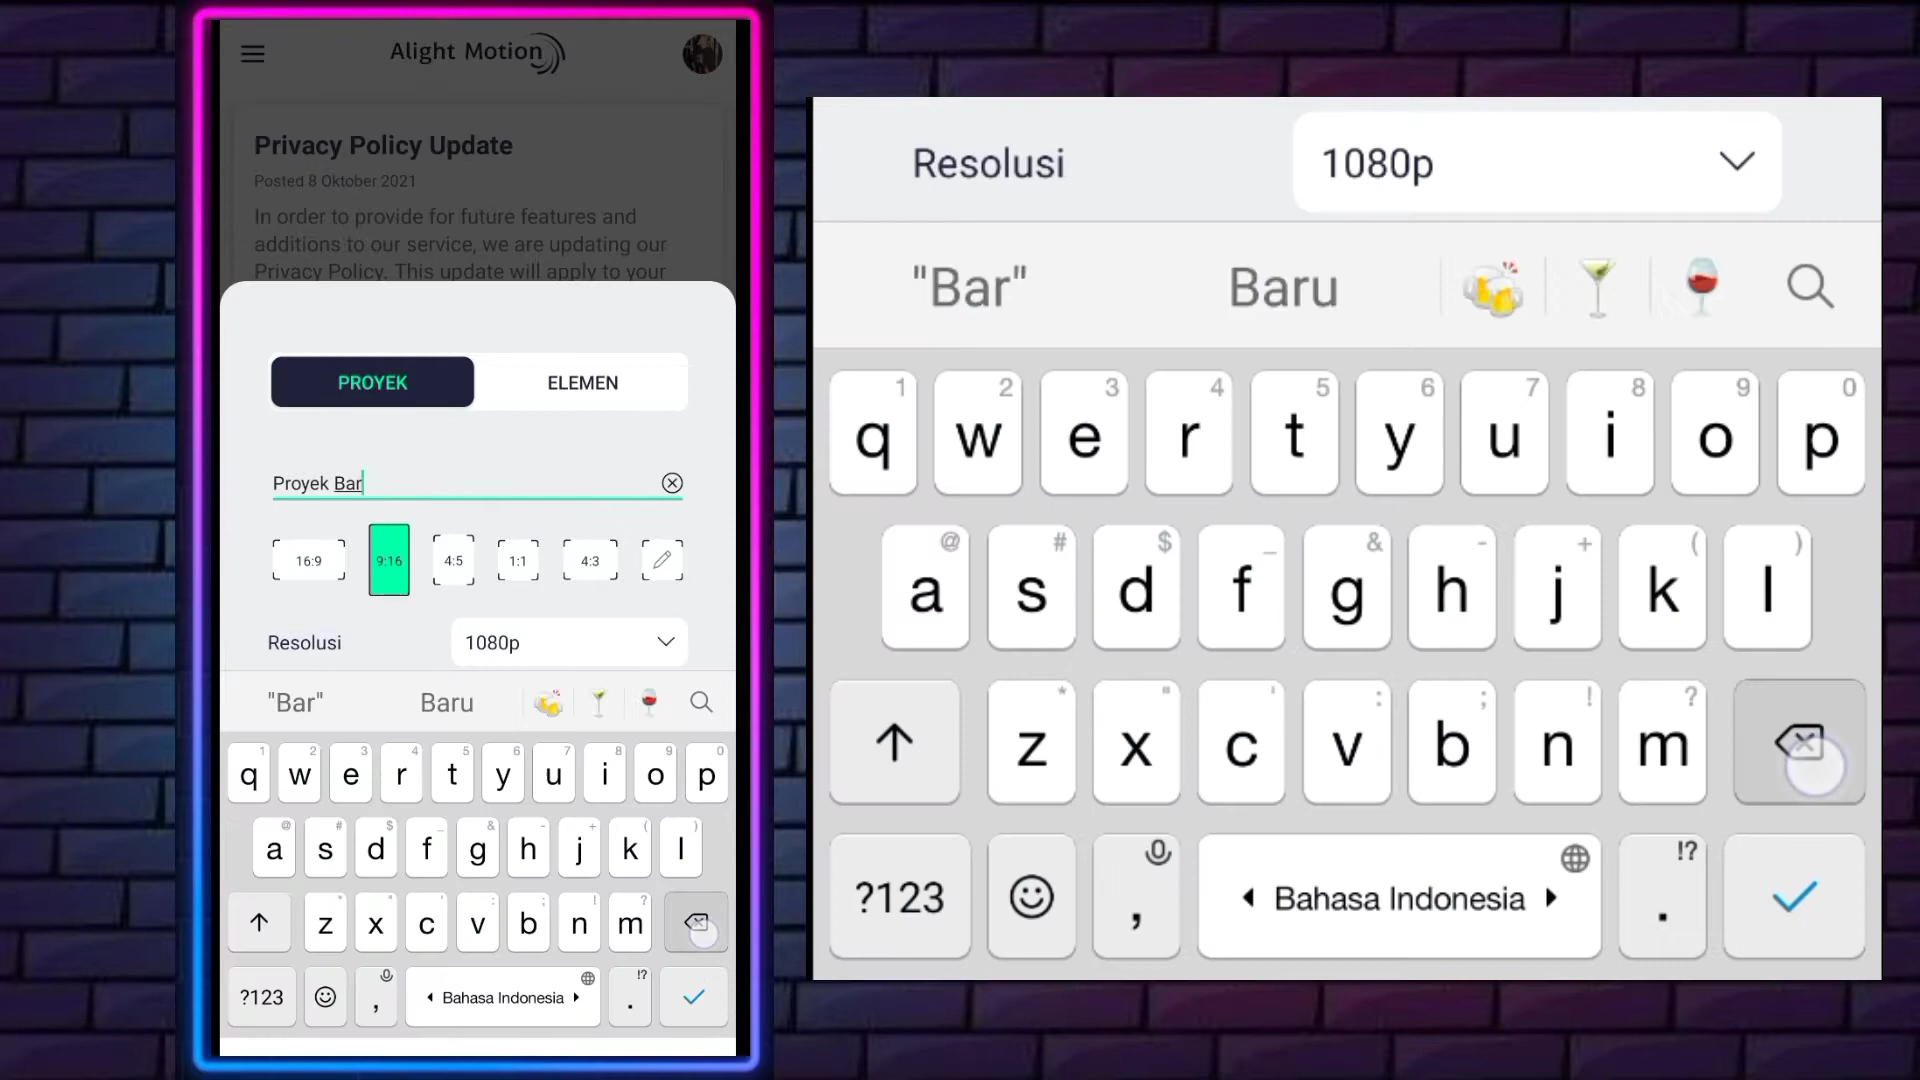 Alight Motion
Privacy Policy Update
Posted 8 Oktober 2021
In order to provide for future features and
additions to our service, we are updating our
Privacy Policy. This update will apply to your
PROYEK ELEMEN
Proyek Bar
16:9 9:16 4:5 1:1 4:3
Resolusi 1080p
"Bar" Baru
1 2 3 4 5 6 7 8 9 0
q w e r t y u i o p
@ # $ _ & - + ( )
a s d f g h j k l
* " ' : ; ! ?
z x c v b n m
!?
?123 , Bahasa Indonesia .
Resolusi 1080p
"Bar" Baru
1 2 3 4 5 6 7 8 9 0
q w e r t y u i o p
@ # $ _ & - + ( )
a s d f g h j k l
* " ' : ; ! ?
z x c v b n m
!?
?123 , Bahasa Indonesia .